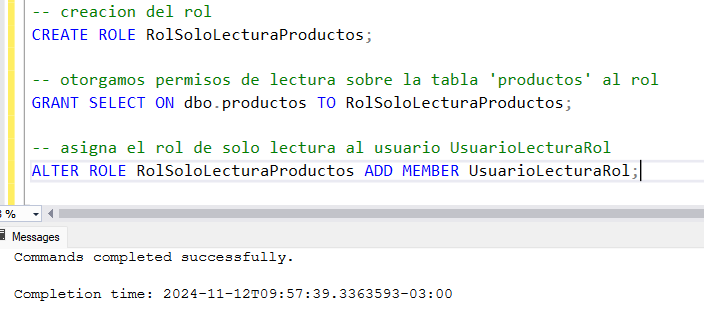 -- creacion del rol
CREATE ROLE RolSoloLecturaProductos;
-- otorgamos permisos de lectura sobre la tabla 'productos' al rol
GRANT SELECT ON dbo.productos TO RolSoloLecturaProductos;
-- asigna el rol de solo lectura al usuario UsuarioLecturaRol
ALTER ROLE RolSoloLecturaProductos ADD MEMBER UsuarioLecturaRol;
%
Messages
Commands completed successfully.
Completion time: 2024-11-12T09:57:39.3363593-03:00